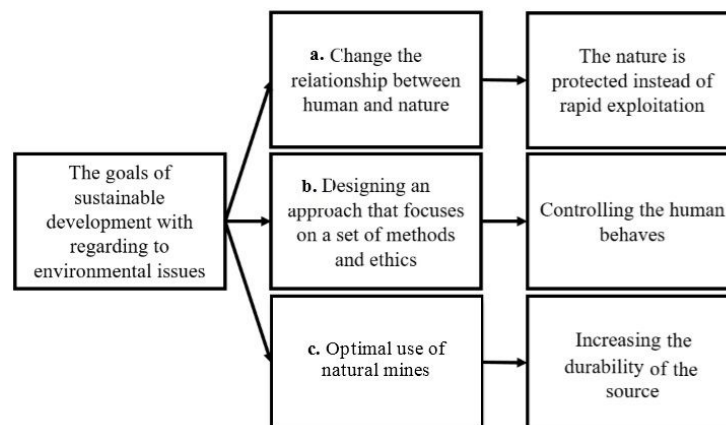 The goals of
sustainable
development with
regarding to
environmental issues
a. Change the
relationship between
human and nature
The nature is
protected instead of
rapid exploitation
b. Designing an
approach that focuses
on a set of methods
and ethics
Controlling the human
behaves
c. Optimal use of
natural mines
Increasing the
durability of the
source